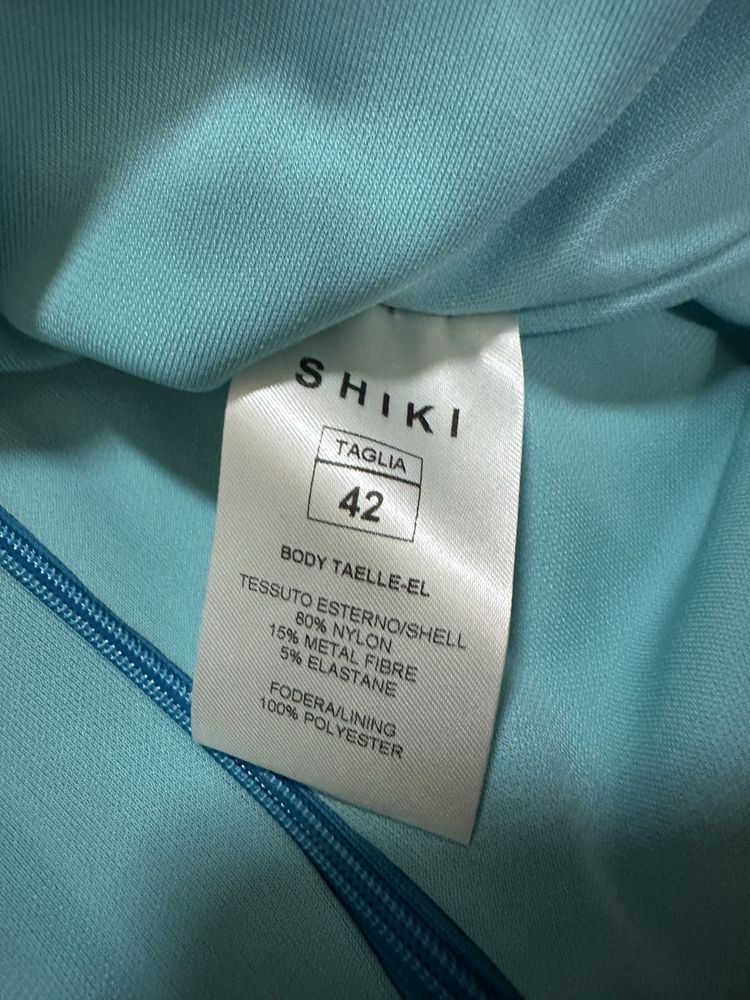 SHIKI
TAGLIA
42
BODY TAELLE-EL
TESSUTO ESTERNO/SHELL
80% NYLON
15% METAL FIBRE
5% ELASTANE
FODERA/LINING
100% POLYESTER